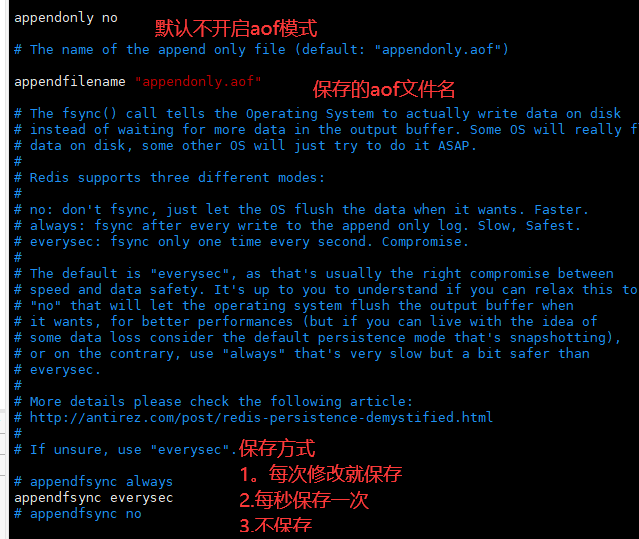 appendonly no
默认不开启aof模式
# The name of the append only file (default: "appendonly.aof")
appendfilename "appendonly.aof"
保存的aof文件名
# The fsync() call tells the Operating System to actually write data on disk
# instead of waiting for more data in the output buffer. Some OS will really f
# data on disk, some other OS will just try to do it ASAP.
#
# Redis supports three different modes:
#
# no: don't fsync, just let the OS flush the data when it wants. Faster.
# always: fsync after every write to the append only log. Slow, Safest.
# everysec: fsync only one time every second. Compromise.
#
# The default is "everysec", as that's usually the right compromise between
# speed and data safety. It's up to you to understand if you can relax this to
# "no" that will let the operating system flush the output buffer when
# it wants, for better performances (but if you can live with the idea of
# some data loss consider the default persistence mode that's snapshotting),
# or on the contrary, use "always" that's very slow but a bit safer than
# everysec.
#
# More details please check the following article:
# http://antirez.com/post/redis-persistence-demystified.html
#
# If unsure, use "everysec".
保存方式
# appendfsync always
1。每次修改就保存
appendfsync everysec
2.每秒保存一次
# appendfsync no
3.不保存